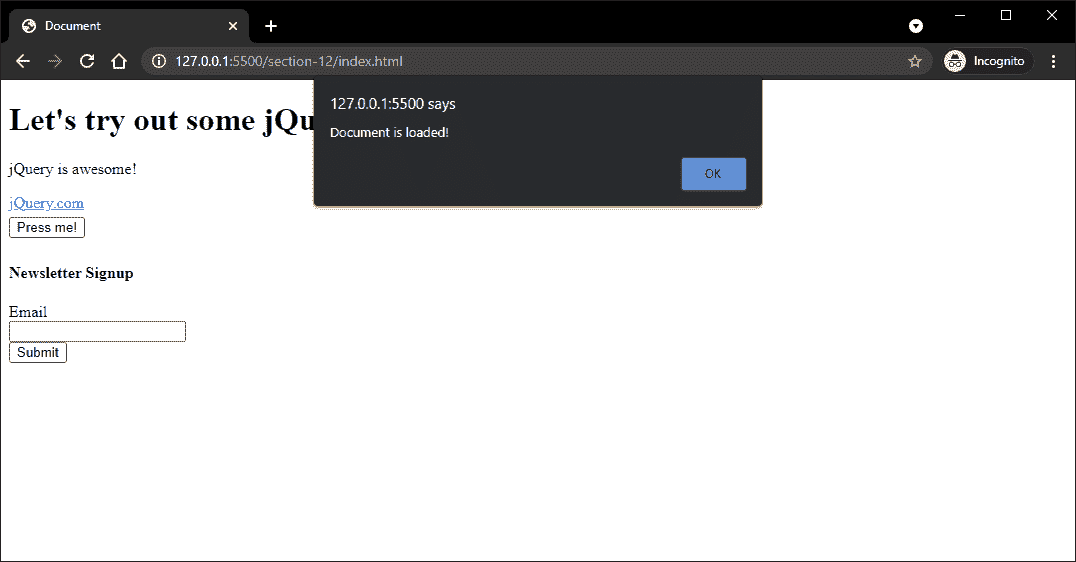 Document
127.0.0.1:5500/section-12/index.html
Incognito
127.0.0.1:5500 says
Document is loaded!
OK
Let's try out some jQu
jQuery is awesome!
jQuery.com
Press me!
Newsletter Signup
Email
Submit